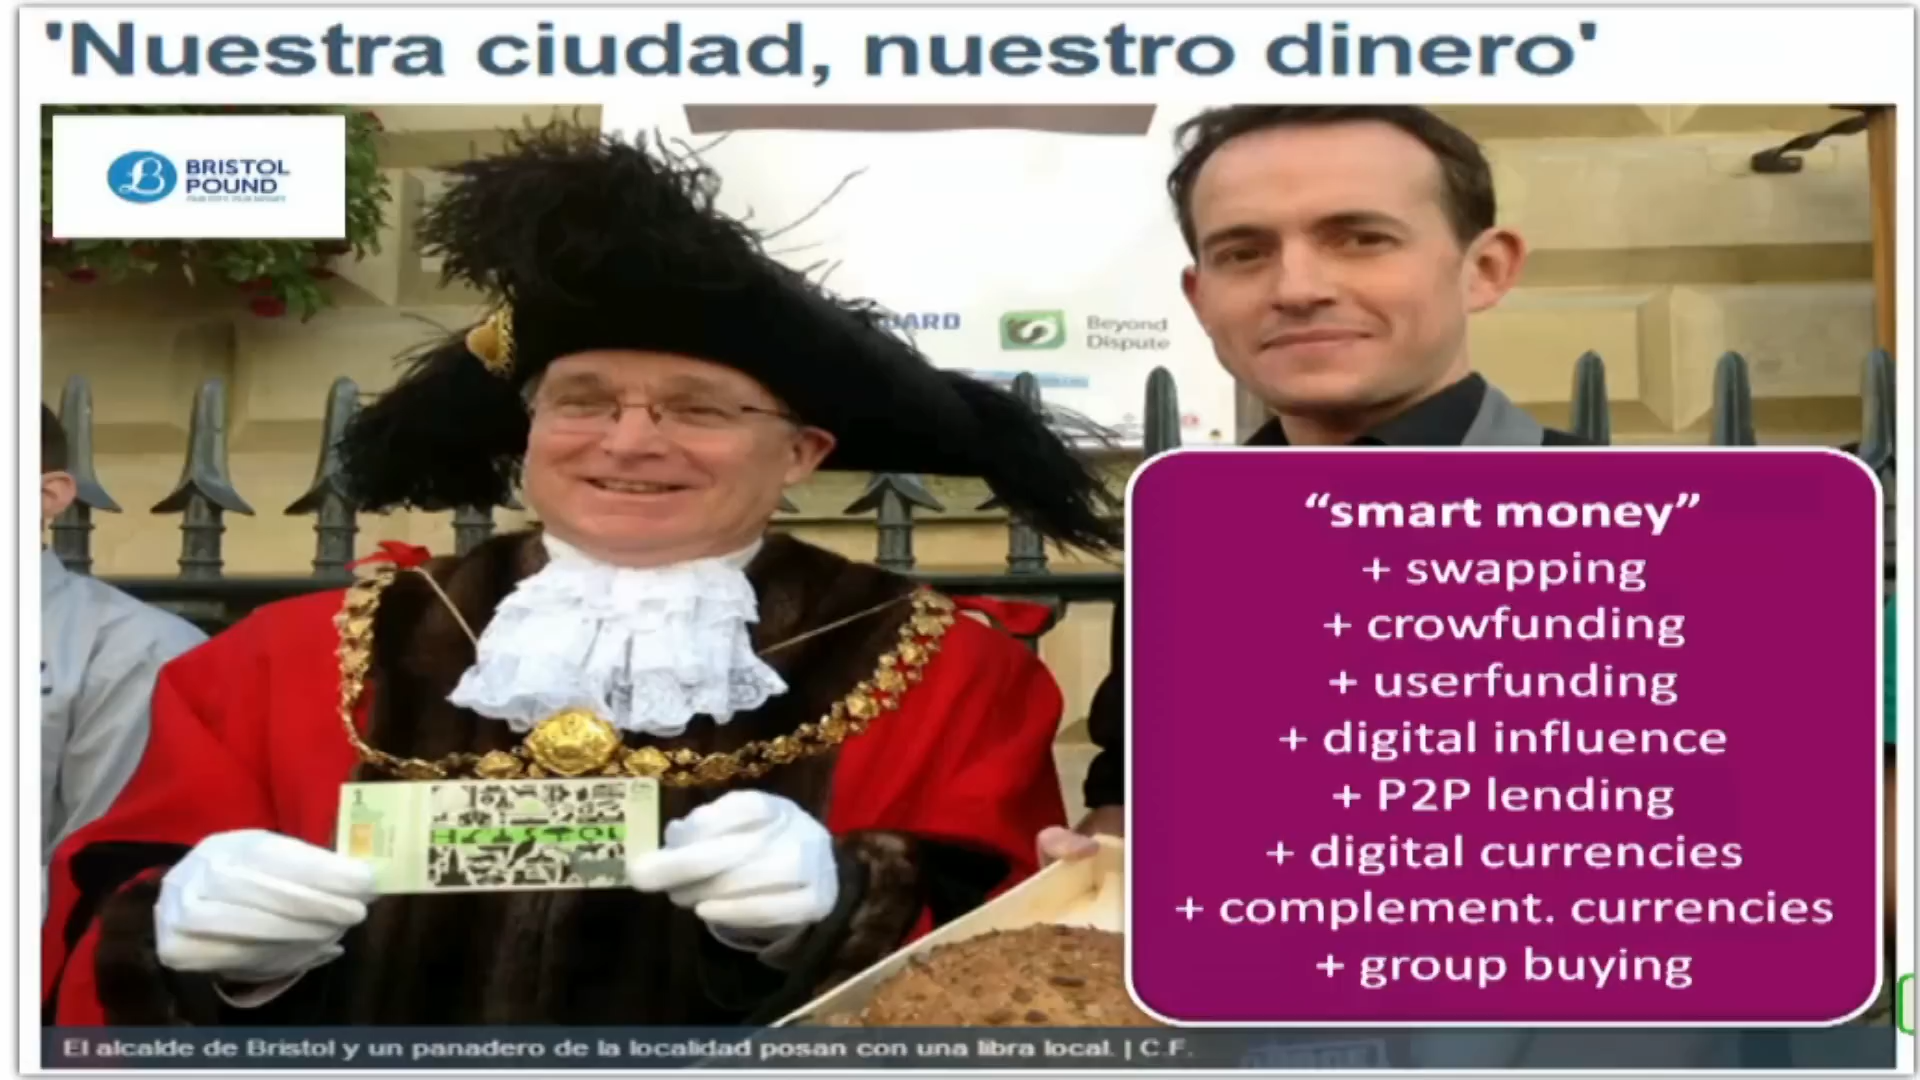 'Nuestra ciudad, nuestro dinero'
BRISTOL
POUND
Beyond
Dispute
“smart money”
+ swapping
+ crowfunding
+ userfunding
+ digital influence
+ P2P lending
+ digital currencies
+ complement. currencies
+ group buying
1
El alcalde de Bristol y un panadero de la localidad posan con una libra local. | C.F.